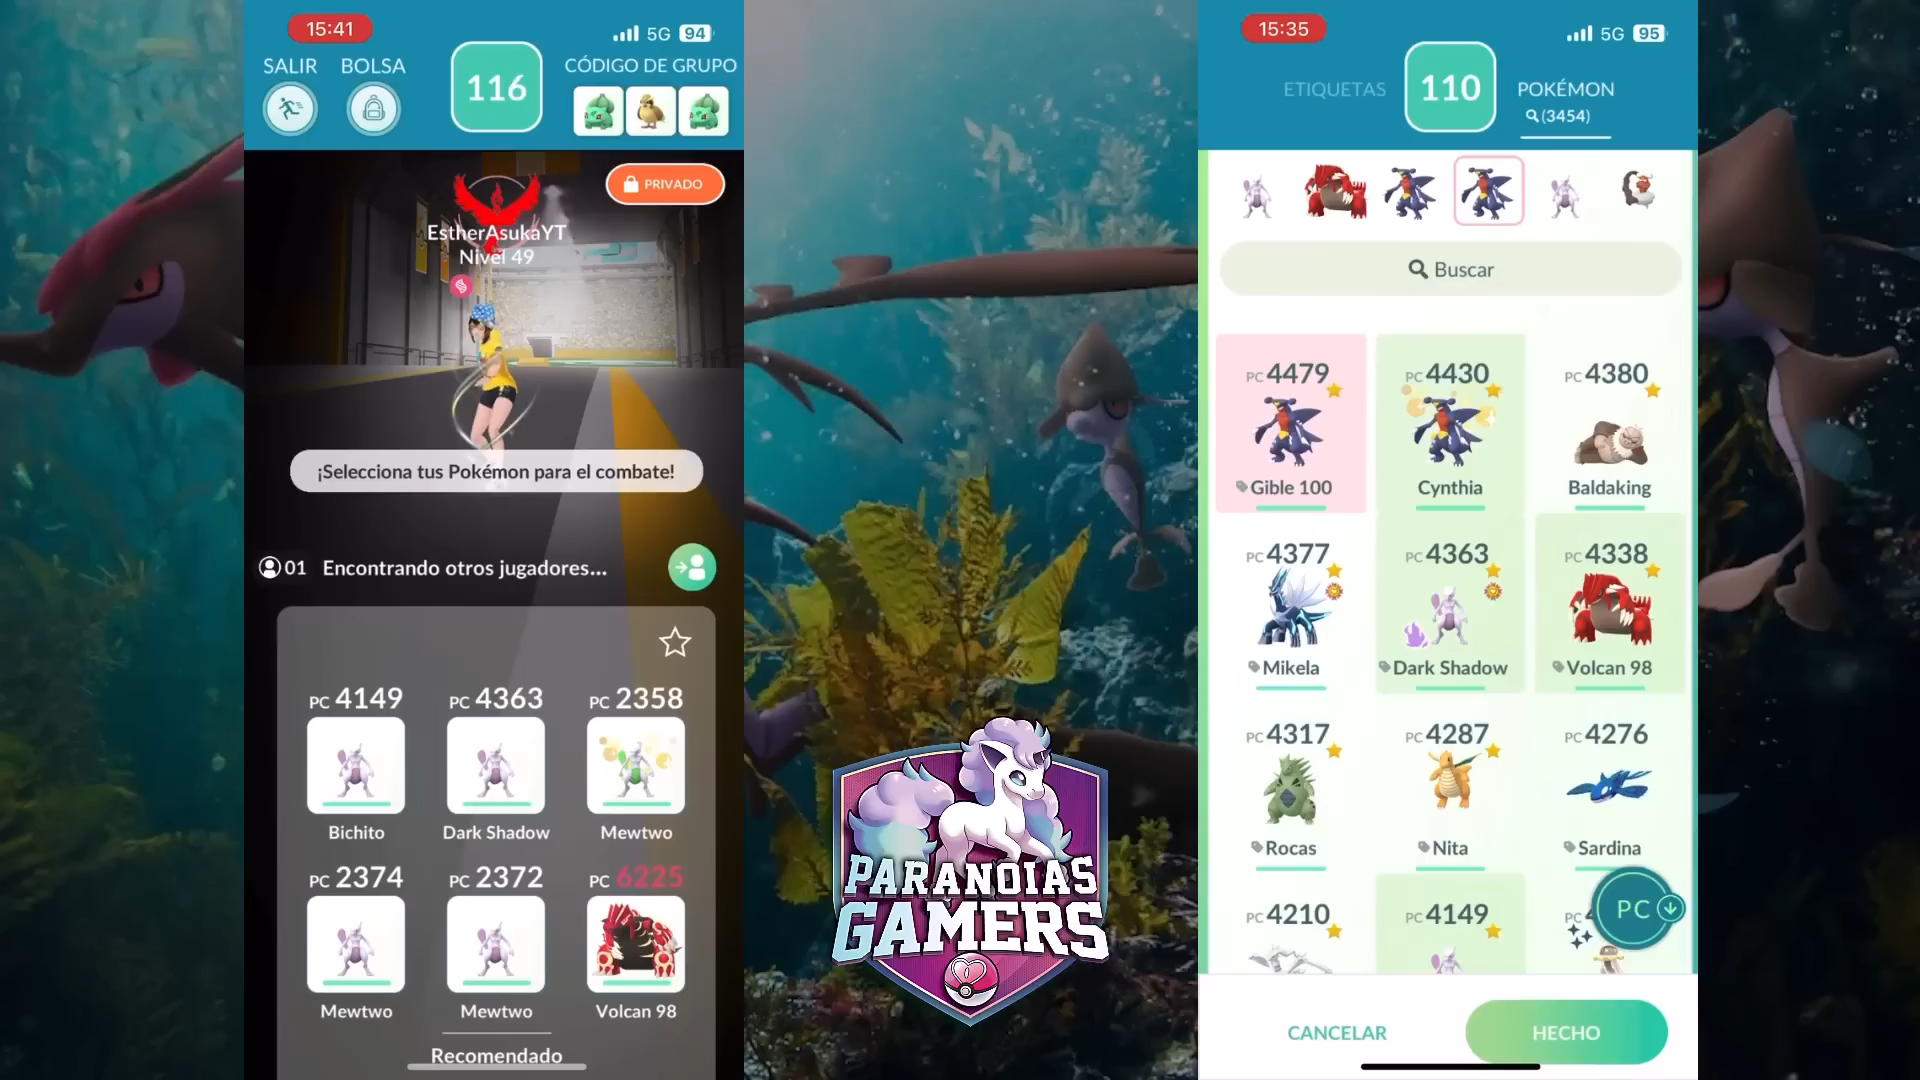 15:41
5G 94
SALIR
BOLSA
116
CÓDIGO DE GRUPO
PRIVADO
EstherAsukaYT
Nivel 49
¡Selecciona tus Pokémon para el combate!
01 Encontrando otros jugadores...
PC 4149
PC 4363
PC 2358
Bichito
Dark Shadow
Mewtwo
PC 2374
PC 2372
PC 6225
Mewtwo
Mewtwo
Volcan 98
Recomendado
PARANOIAS
GAMERS
15:35
5G 95
ETIQUETAS
110
POKÉMON
(3454)
Buscar
PC 4479
PC 4430
PC 4380
Gible 100
Cynthia
Baldaking
PC 4377
PC 4363
PC 4338
Mikela
Dark Shadow
Volcan 98
PC 4317
PC 4287
PC 4276
Rocas
Nita
Sardina
PC 4210
PC 4149
PC
PC
CANCELAR
HECHO